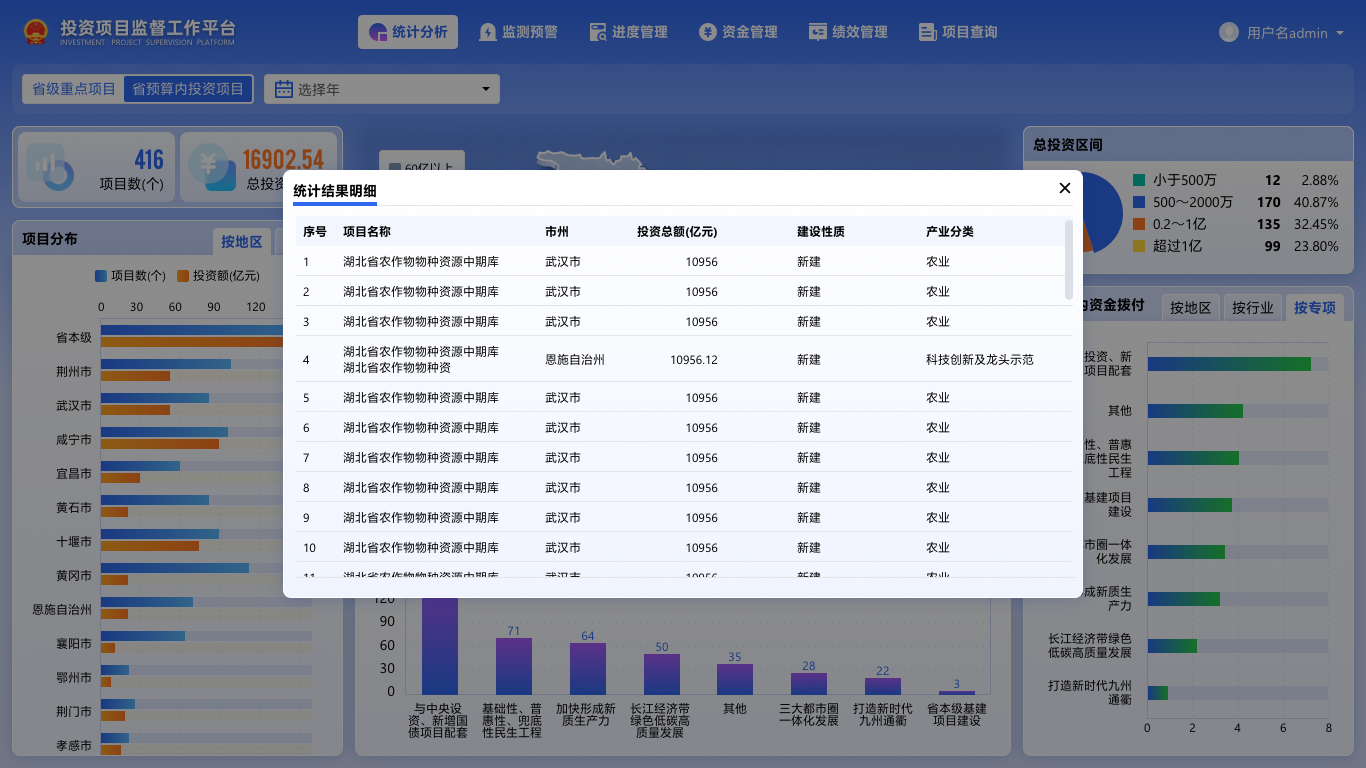 投资项目监督工作平台
INVESTMENT PROJECT SUPERVISION PLATFORM
统计分析
监测预警
进度管理
资金管理
绩效管理
项目查询
用户名admin
省级重点项目
省预算内投资项目
选择年
416
项目数(个)
16902.54
总投资
60亿以上
总投资区间
小于500万 12 2.88%
500～2000万 170 40.87%
0.2～1亿 135 32.45%
超过1亿 99 23.80%
统计结果明细
序号 项目名称 市州 投资总额(亿元) 建设性质 产业分类
1 湖北省农作物物种资源中期库 武汉市 10956 新建 农业
2 湖北省农作物物种资源中期库 武汉市 10956 新建 农业
3 湖北省农作物物种资源中期库 武汉市 10956 新建 农业
4 湖北省农作物物种资源中期库 恩施自治州 10956.12 新建 科技创新及龙头示范
湖北省农作物物种资
5 湖北省农作物物种资源中期库 武汉市 10956 新建 农业
6 湖北省农作物物种资源中期库 武汉市 10956 新建 农业
7 湖北省农作物物种资源中期库 武汉市 10956 新建 农业
8 湖北省农作物物种资源中期库 武汉市 10956 新建 农业
9 湖北省农作物物种资源中期库 武汉市 10956 新建 农业
10 湖北省农作物物种资源中期库 武汉市 10956 新建 农业
11 湖北省农作物物种资源中期库 武汉市 10956 新建 农业
项目分布
按地区
项目数(个) 投资额(亿元)
0 30 60 90 120
省本级
荆州市
武汉市
咸宁市
宜昌市
黄石市
十堰市
黄冈市
恩施自治州
襄阳市
鄂州市
荆门市
孝感市
120
90
60
30
0
71
64
50
35
28
22
3
与中央设
资、新增国
债项目配套
基础性、普
惠性、兜底
性民生工程
加快形成新
质生产力
长江经济带
绿色低碳高
质量发展
其他
三大都市圈
一体化发展
打造新时代
九州通衢
省本级基建
项目建设
内资金拨付
按地区
按行业
按专项
投资、新
项目配套
其他
性、普惠
底性民生
工程
基建项目
建设
市圈一体
化发展
成新质生
产力
长江经济带绿色
低碳高质量发展
打造新时代九州
通衢
0 2 4 6 8